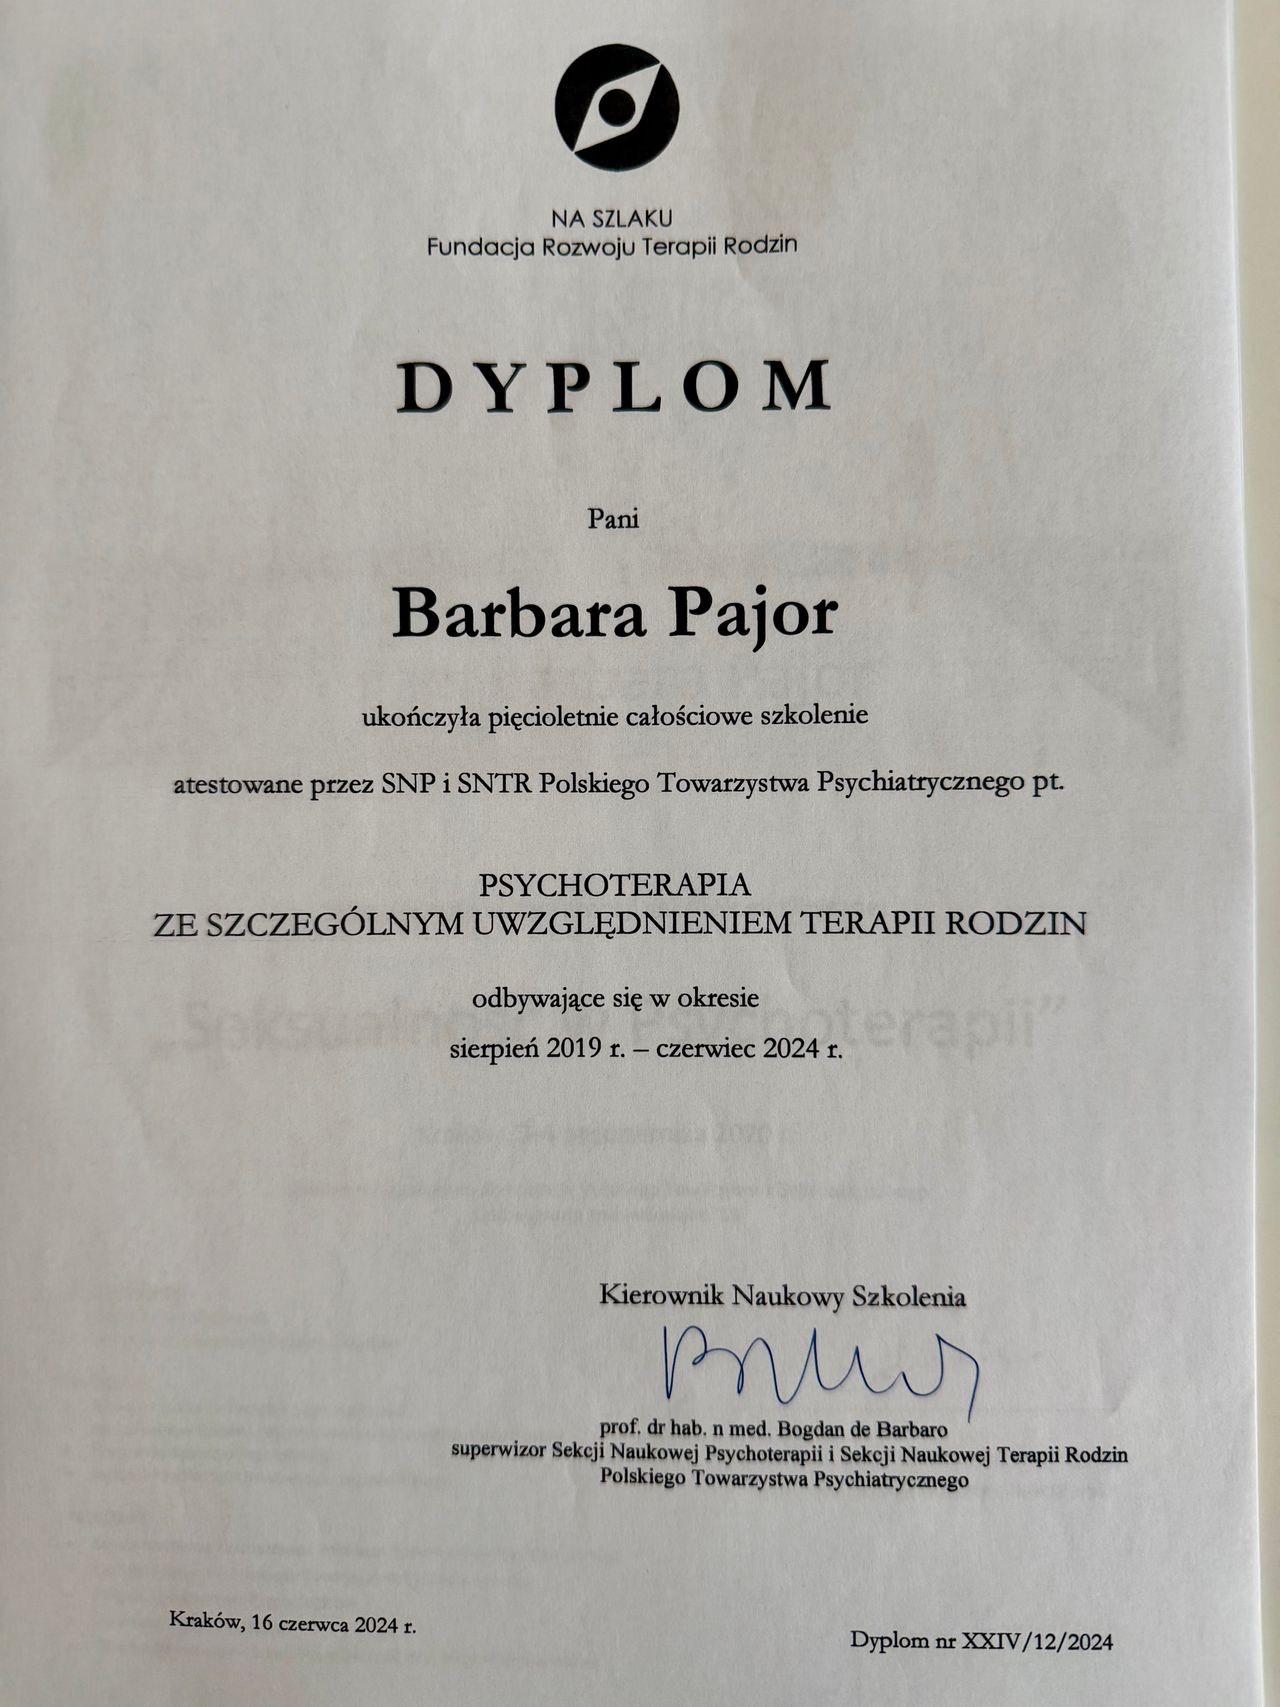 NA SZLAKU
Fundacja Rozwoju Terapii Rodzin
DYPLOM
Pani
Barbara Pajor
ukończyła pięcioletnie całościowe szkolenie
atestowane przez SNP i SNTR Polskiego Towarzystwa Psychiatrycznego pt.
PSYCHOTERAPIA
ZE SZCZEGÓLNYM UWZGLĘDNIENIEM TERAPII RODZIN
odbywające się w okresie
sierpień 2019 r. – czerwiec 2024 r.
Kierownik Naukowy Szkolenia
prof. dr hab. n med. Bogdan de Barbaro
superwizor Sekcji Naukowej Psychoterapii i Sekcji Naukowej Terapii Rodzin
Polskiego Towarzystwa Psychiatrycznego
Kraków, 16 czerwca 2024 r.
Dyplom nr XXIV/12/2024